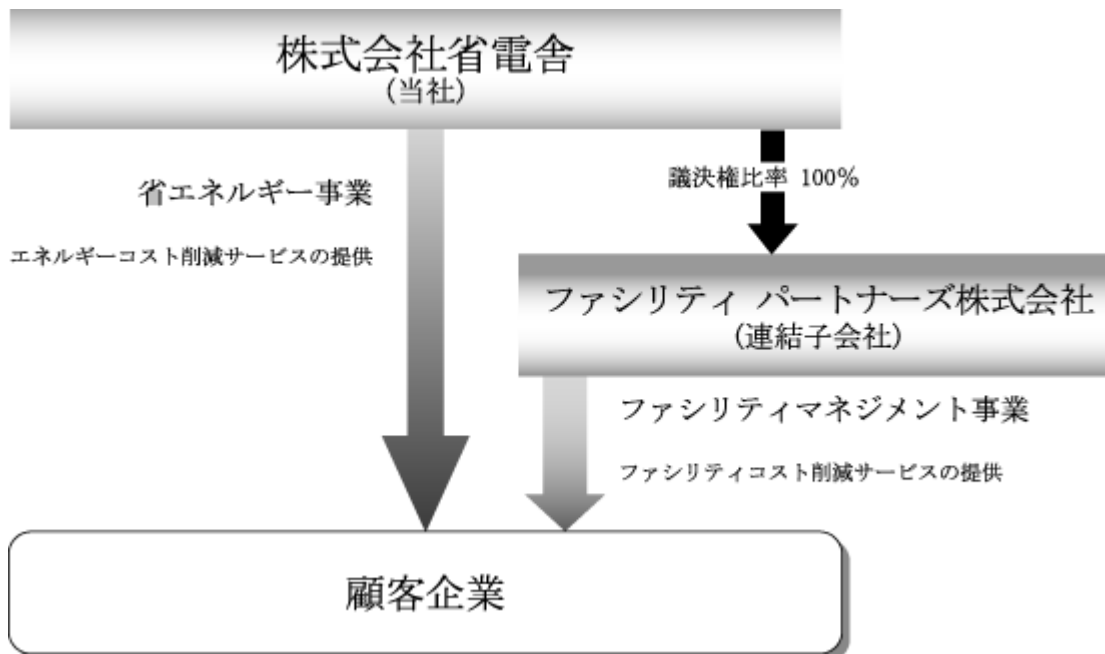 株式会社省電舎
(当社)
省エネルギー事業
議決権比率 100%
エネルギーコスト削減サービスの提供
ファシリティ パートナーズ株式会社
(連結子会社)
ファシリティマネジメント事業
ファシリティコスト削減サービスの提供
顧客企業